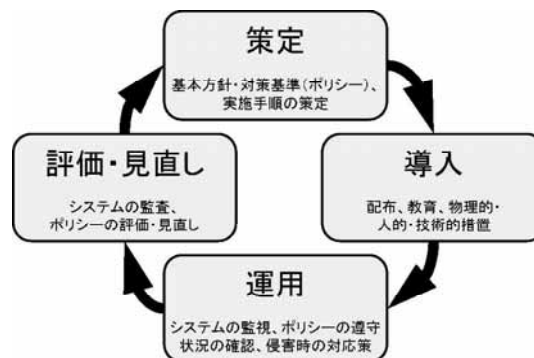 策定
基本方針・対策基準(ポリシー)、
実施手順の策定
評価・見直し
システムの監査、
ポリシーの評価・見直し
導入
配布、教育、物理的・
人的・技術的措置
運用
システムの監視、ポリシーの遵守
状況の確認、侵害時の対応策